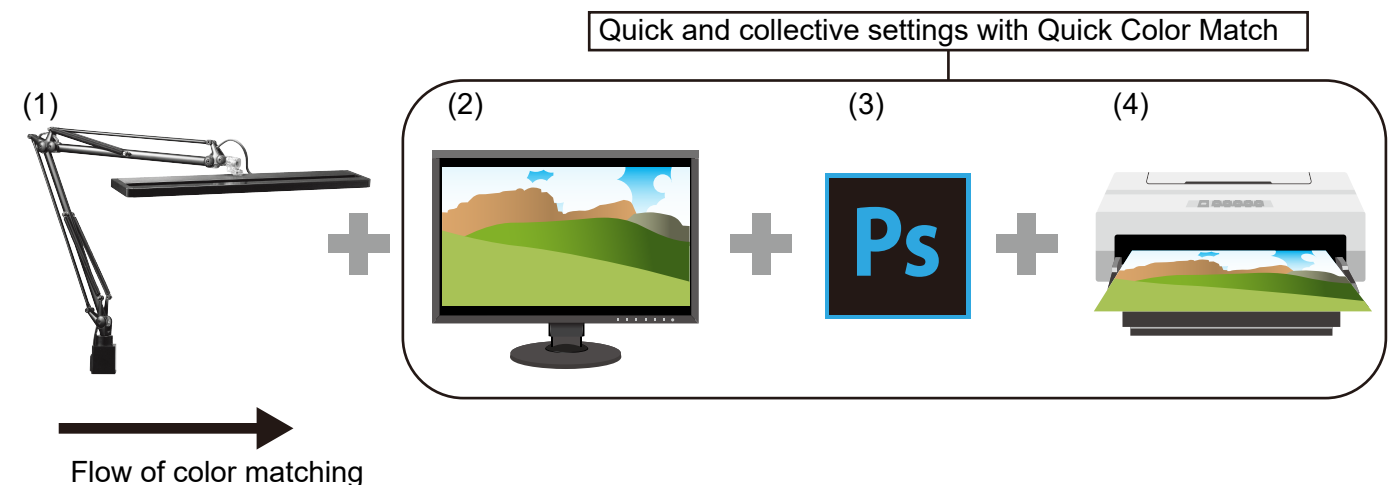 Quick and collective settings with Quick Color Match
(1)
(2)
(3)
(4)
Ps
Flow of color matching